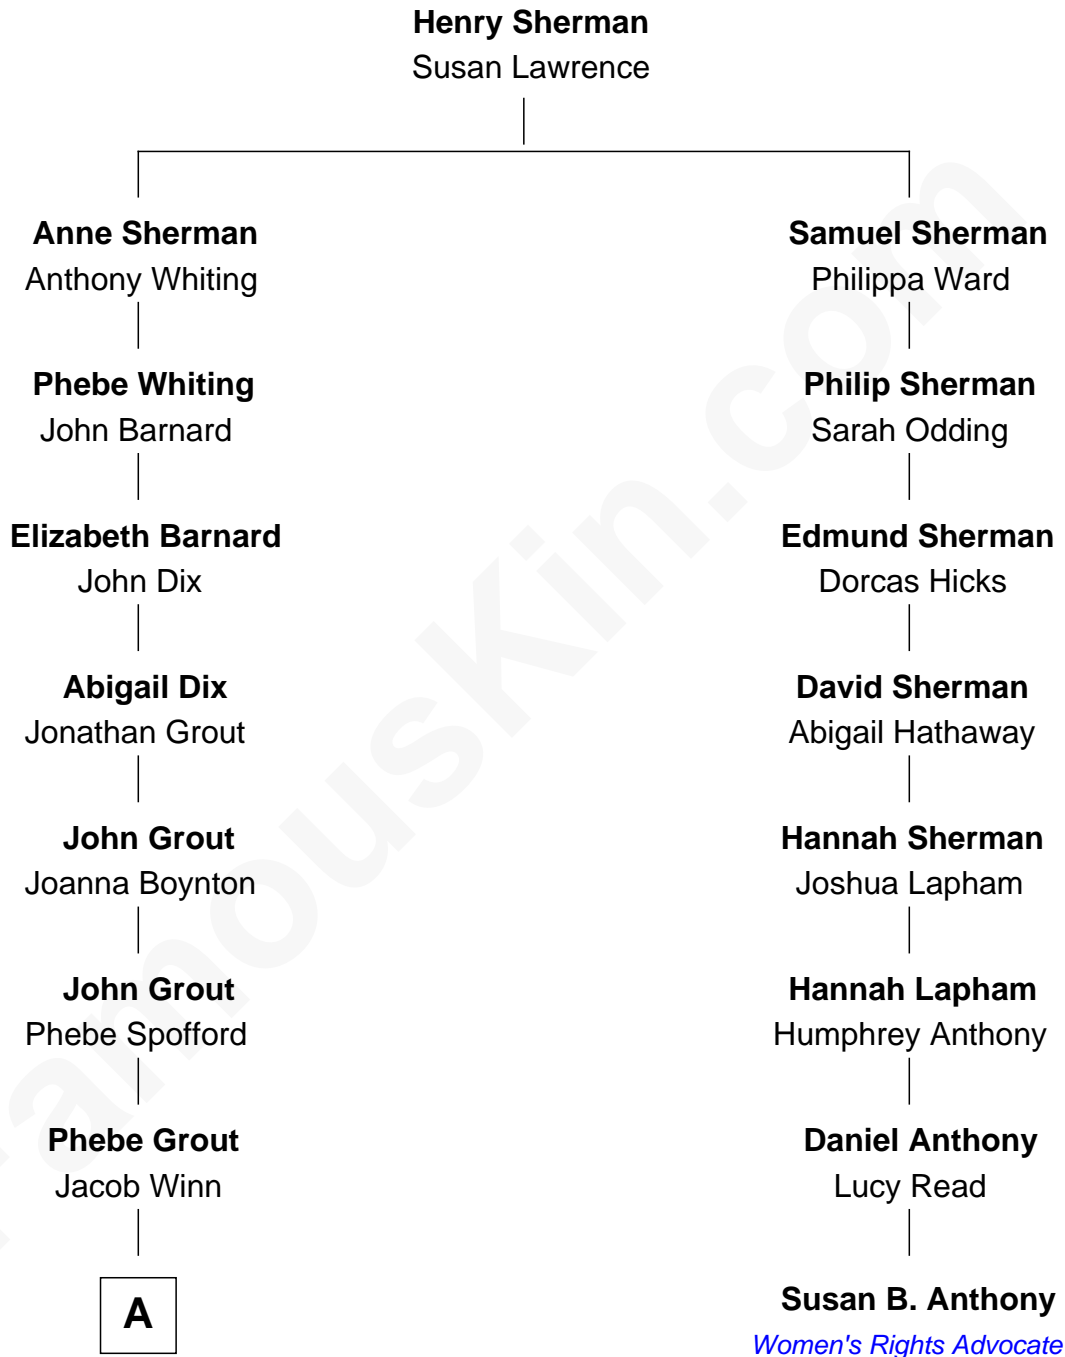 Henry Sherman
Susan Lawrence
Anne Sherman
Anthony Whiting
Samuel Sherman
Philippa Ward
Phebe Whiting
John Barnard
Philip Sherman
Sarah Odding
Elizabeth Barnard
John Dix
Edmund Sherman
Dorcas Hicks
Abigail Dix
Jonathan Grout
David Sherman
Abigail Hathaway
John Grout
Joanna Boynton
Hannah Sherman
Joshua Lapham
John Grout
Phebe Spofford
Hannah Lapham
Humphrey Anthony
Phebe Grout
Jacob Winn
Daniel Anthony
Lucy Read
A
Susan B. Anthony
Women's Rights Advocate
FamousKin.com